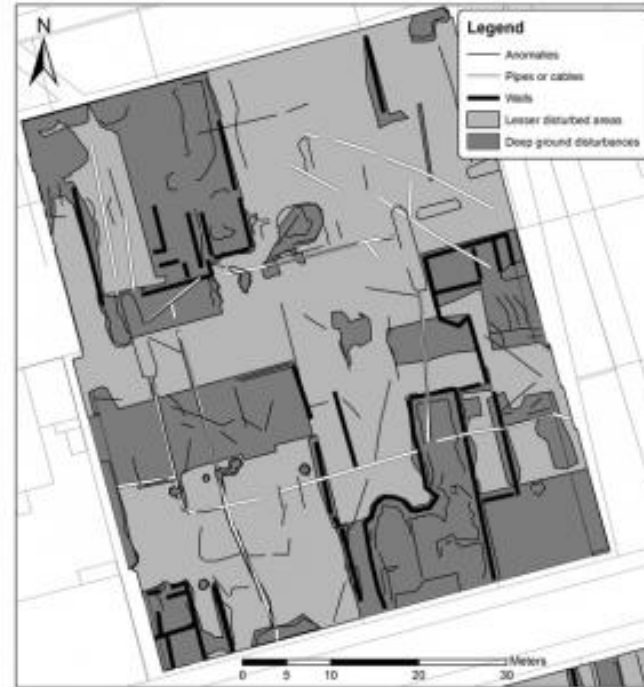 N
Legend
Anomalies
Pipes or cables
Walls
Lesser disturbed areas
Deep ground disturbances
Meters
0 5 10 20 30